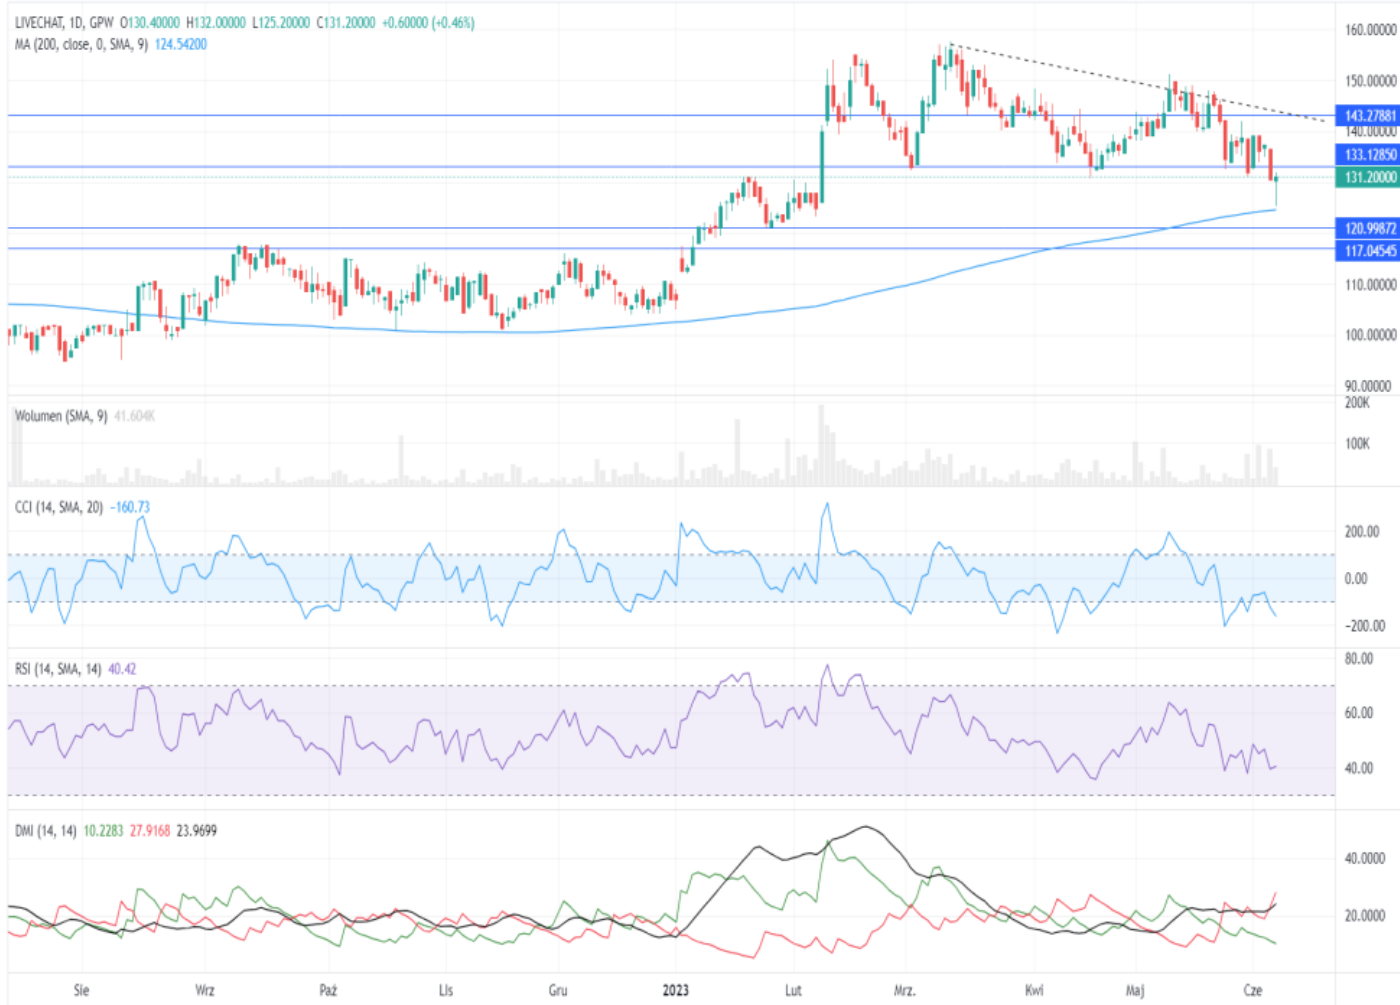 LIVECHAT, 1D, GPW O130.40000 H132.00000 L125.20000 C131.20000 +0.60000 (+0.46%)
MA (200, close, 0, SMA, 9) 124.54200
160.00000
150.00000
143.27881
140.00000
133.12850
131.20000
120.99872
117.04545
110.00000
100.00000
90.00000
Wolumen (SMA, 9) 41.604K
200K
100K
CCI (14, SMA, 20) −160.73
200.00
0.00
−200.00
RSI (14, SMA, 14) 40.42
80.00
60.00
40.00
DMI (14, 14) 10.2283 27.9168 23.9699
40.0000
20.0000
Sie Wrz Paź Lis Gru 2023 Lut Mrz. Kwi Maj Cze